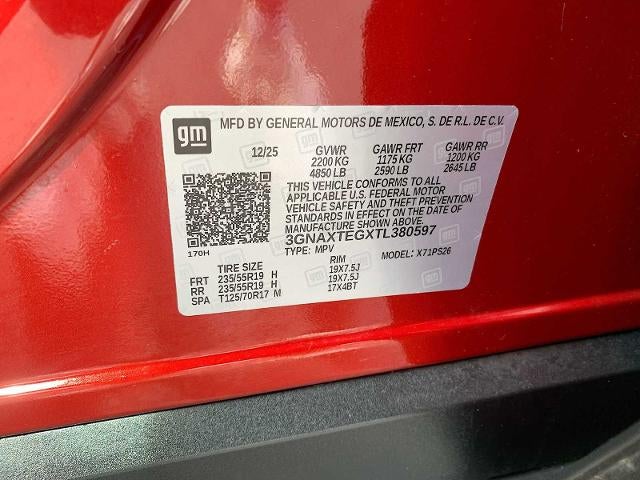 gm
MFD BY GENERAL MOTORS DE MEXICO, S. DE R.L. DE C.V.
12/25 GVWR GAWR FRT GAWR RR
2200 KG 1175 KG 1200 KG
4850 LB 2590 LB 2645 LB
THIS VEHICLE CONFORMS TO ALL
APPLICABLE U.S. FEDERAL MOTOR
VEHICLE SAFETY AND THEFT PREVENTION
STANDARDS IN EFFECT ON THE DATE OF
MANUFACTURE SHOWN ABOVE.
3GNAXTEGXTL380597
170H TYPE: MPV MODEL: X71PS26
TIRE SIZE RIM
FRT 235/55R19 H 19X7.5J
RR 235/55R19 H 19X7.5J
SPA T125/70R17 M 17X4BT